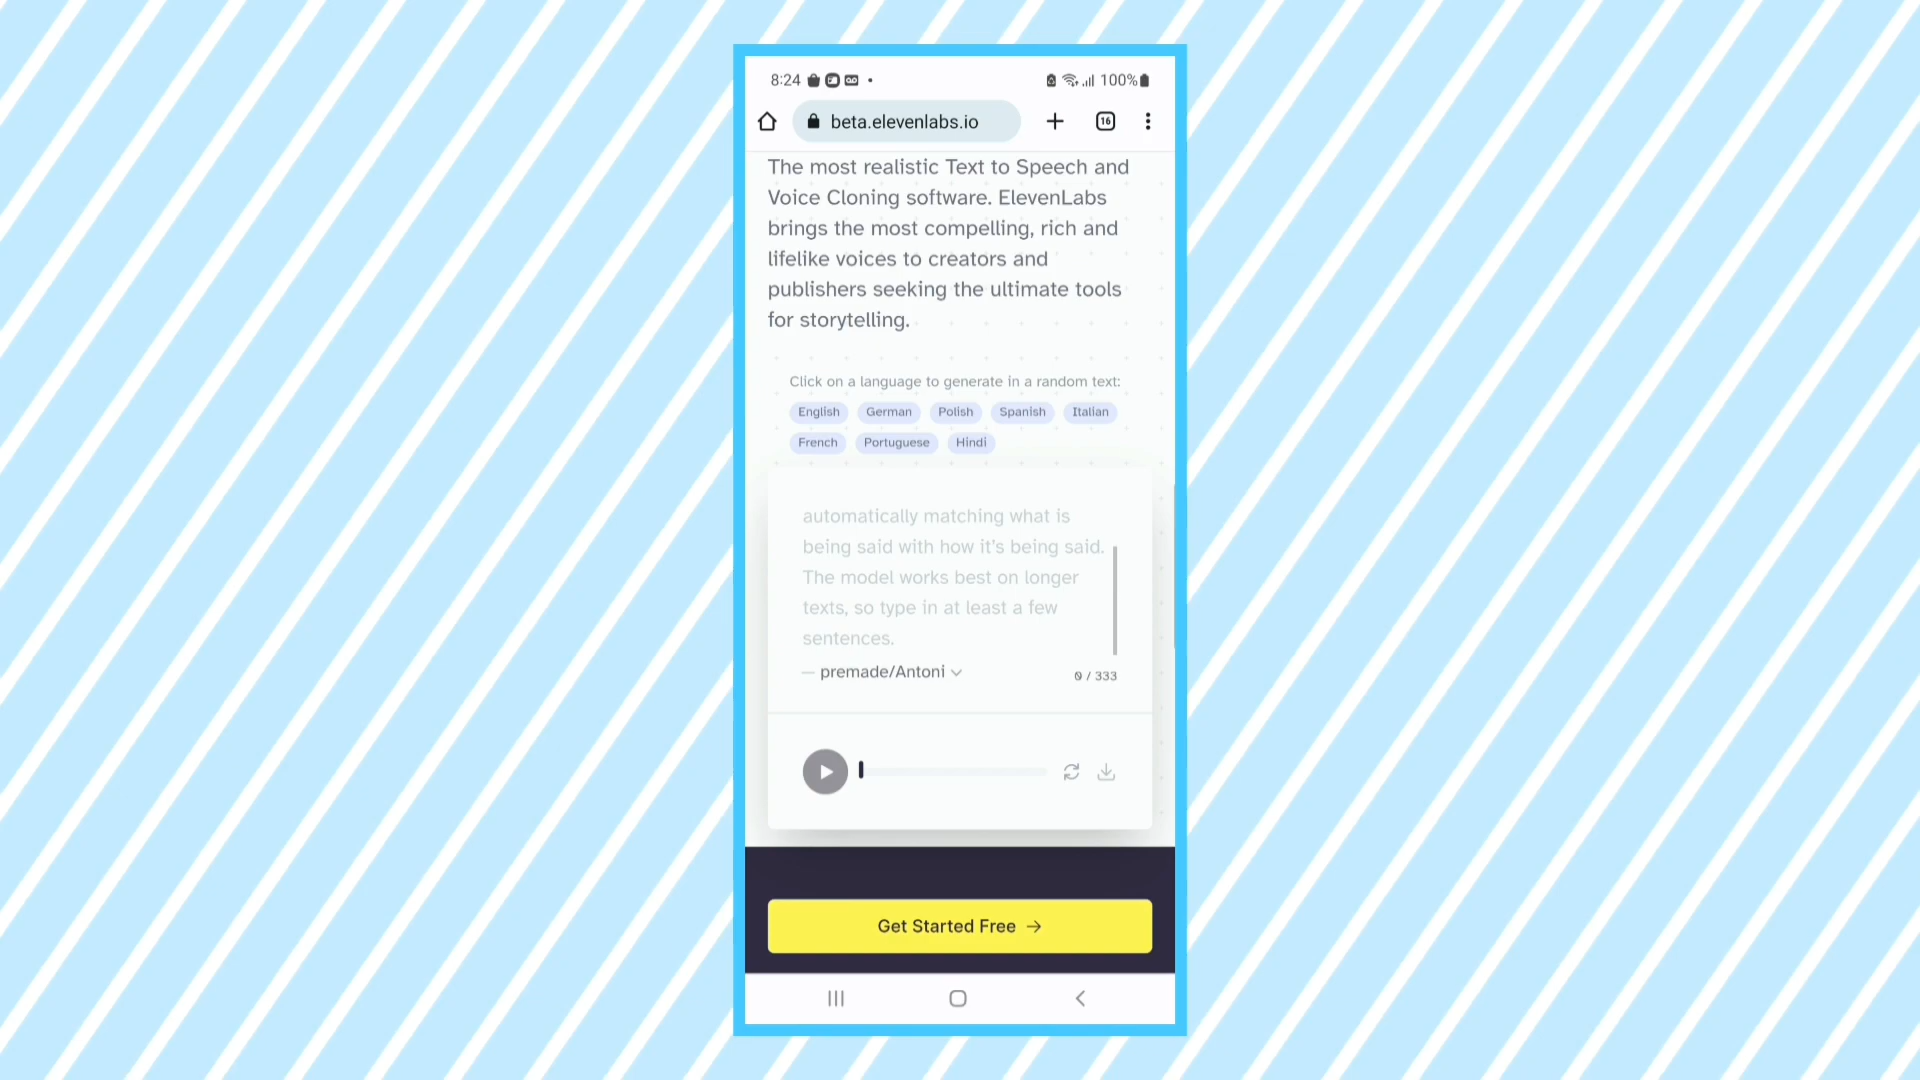 8:24
100%
beta.elevenlabs.io
16
The most realistic Text to Speech and
Voice Cloning software. ElevenLabs
brings the most compelling, rich and
lifelike voices to creators and
publishers seeking the ultimate tools
for storytelling.
Click on a language to generate in a random text:
English German Polish Spanish Italian
French Portuguese Hindi
automatically matching what is
being said with how it's being said.
The model works best on longer
texts, so type in at least a few
sentences.
— premade/Antoni
0 / 333
Get Started Free →